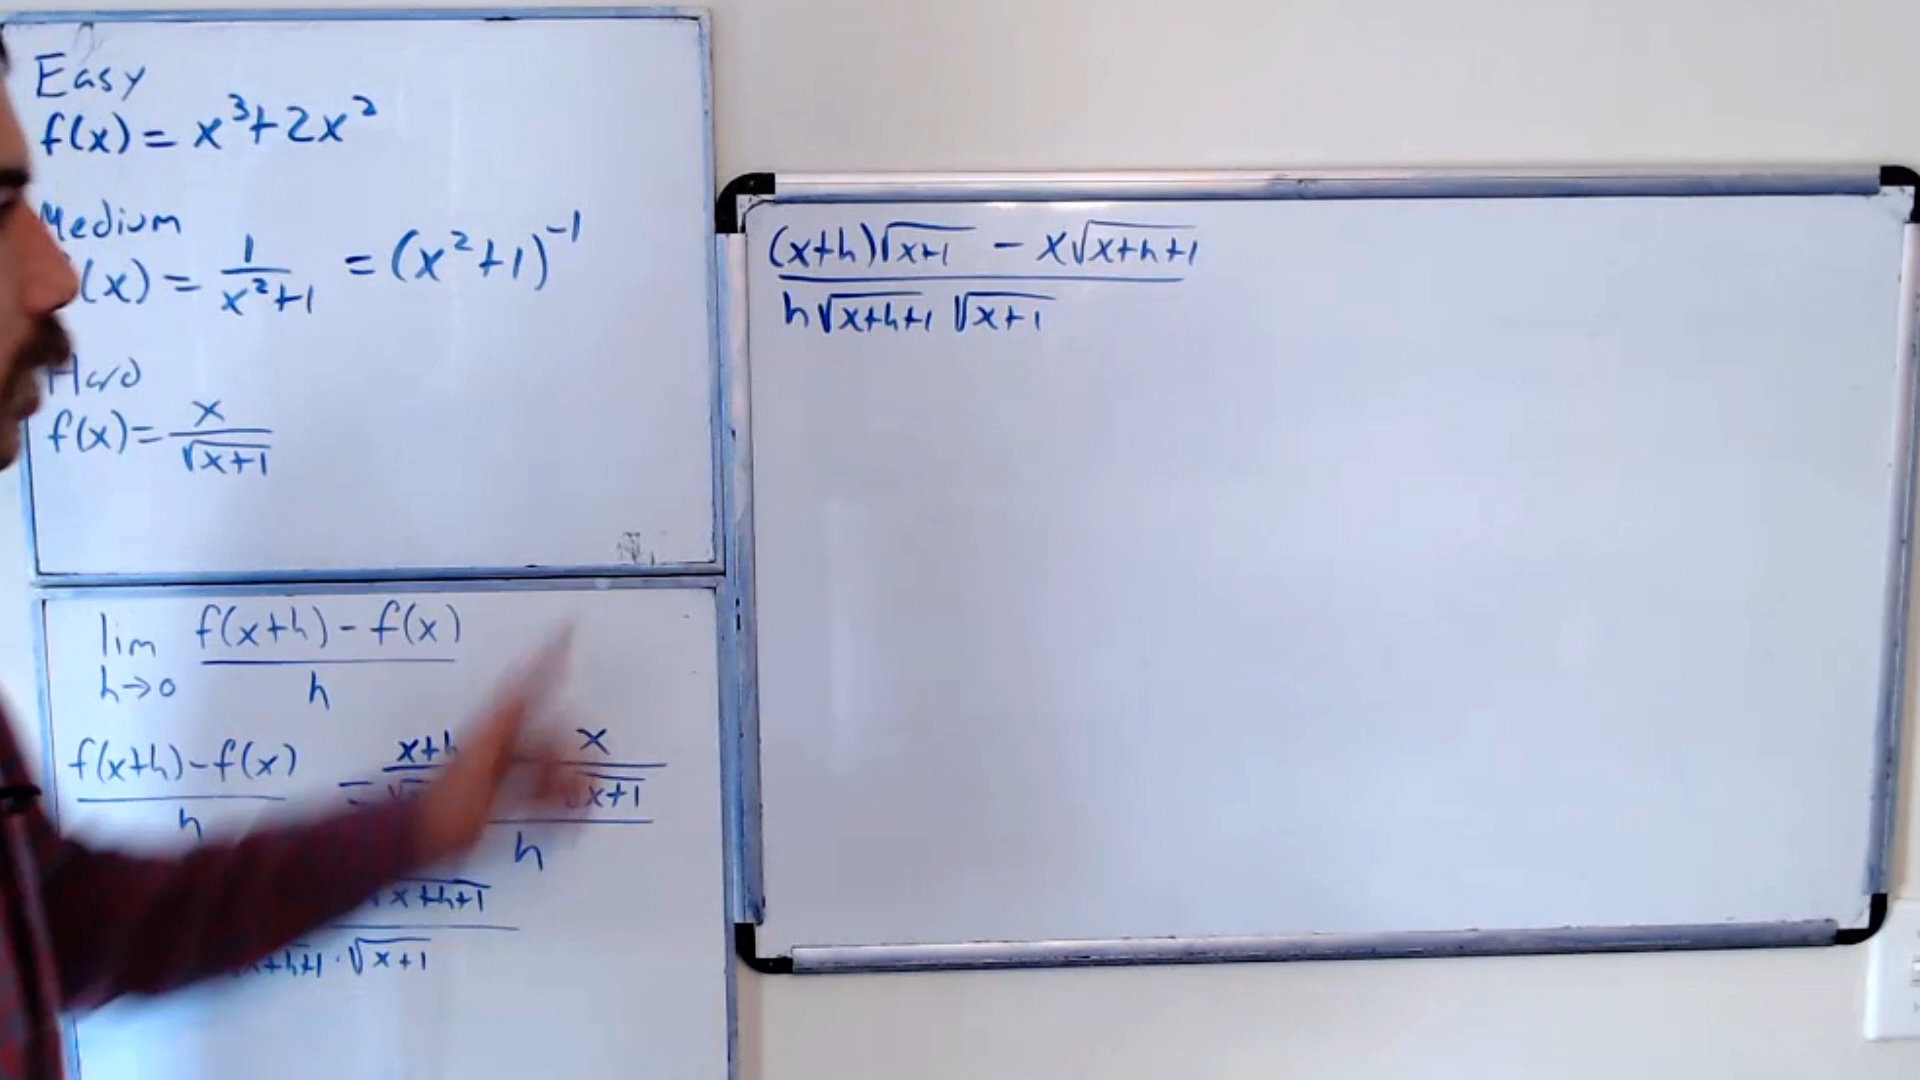 Easy
f(x) = x³+2x²
Medium
(x) = 1/(x²+1) = (x²+1)⁻¹
Hard
f(x) = x/√(x+1)
lim h→0 (f(x+h) - f(x))/h
(f(x+h)-f(x))/h = x+h x/√(x+1) h
√(x+h+1)
x+h+1 · √(x+1)
((x+h)√(x+1) - x√(x+h+1))/(h√(x+h+1) √(x+1))